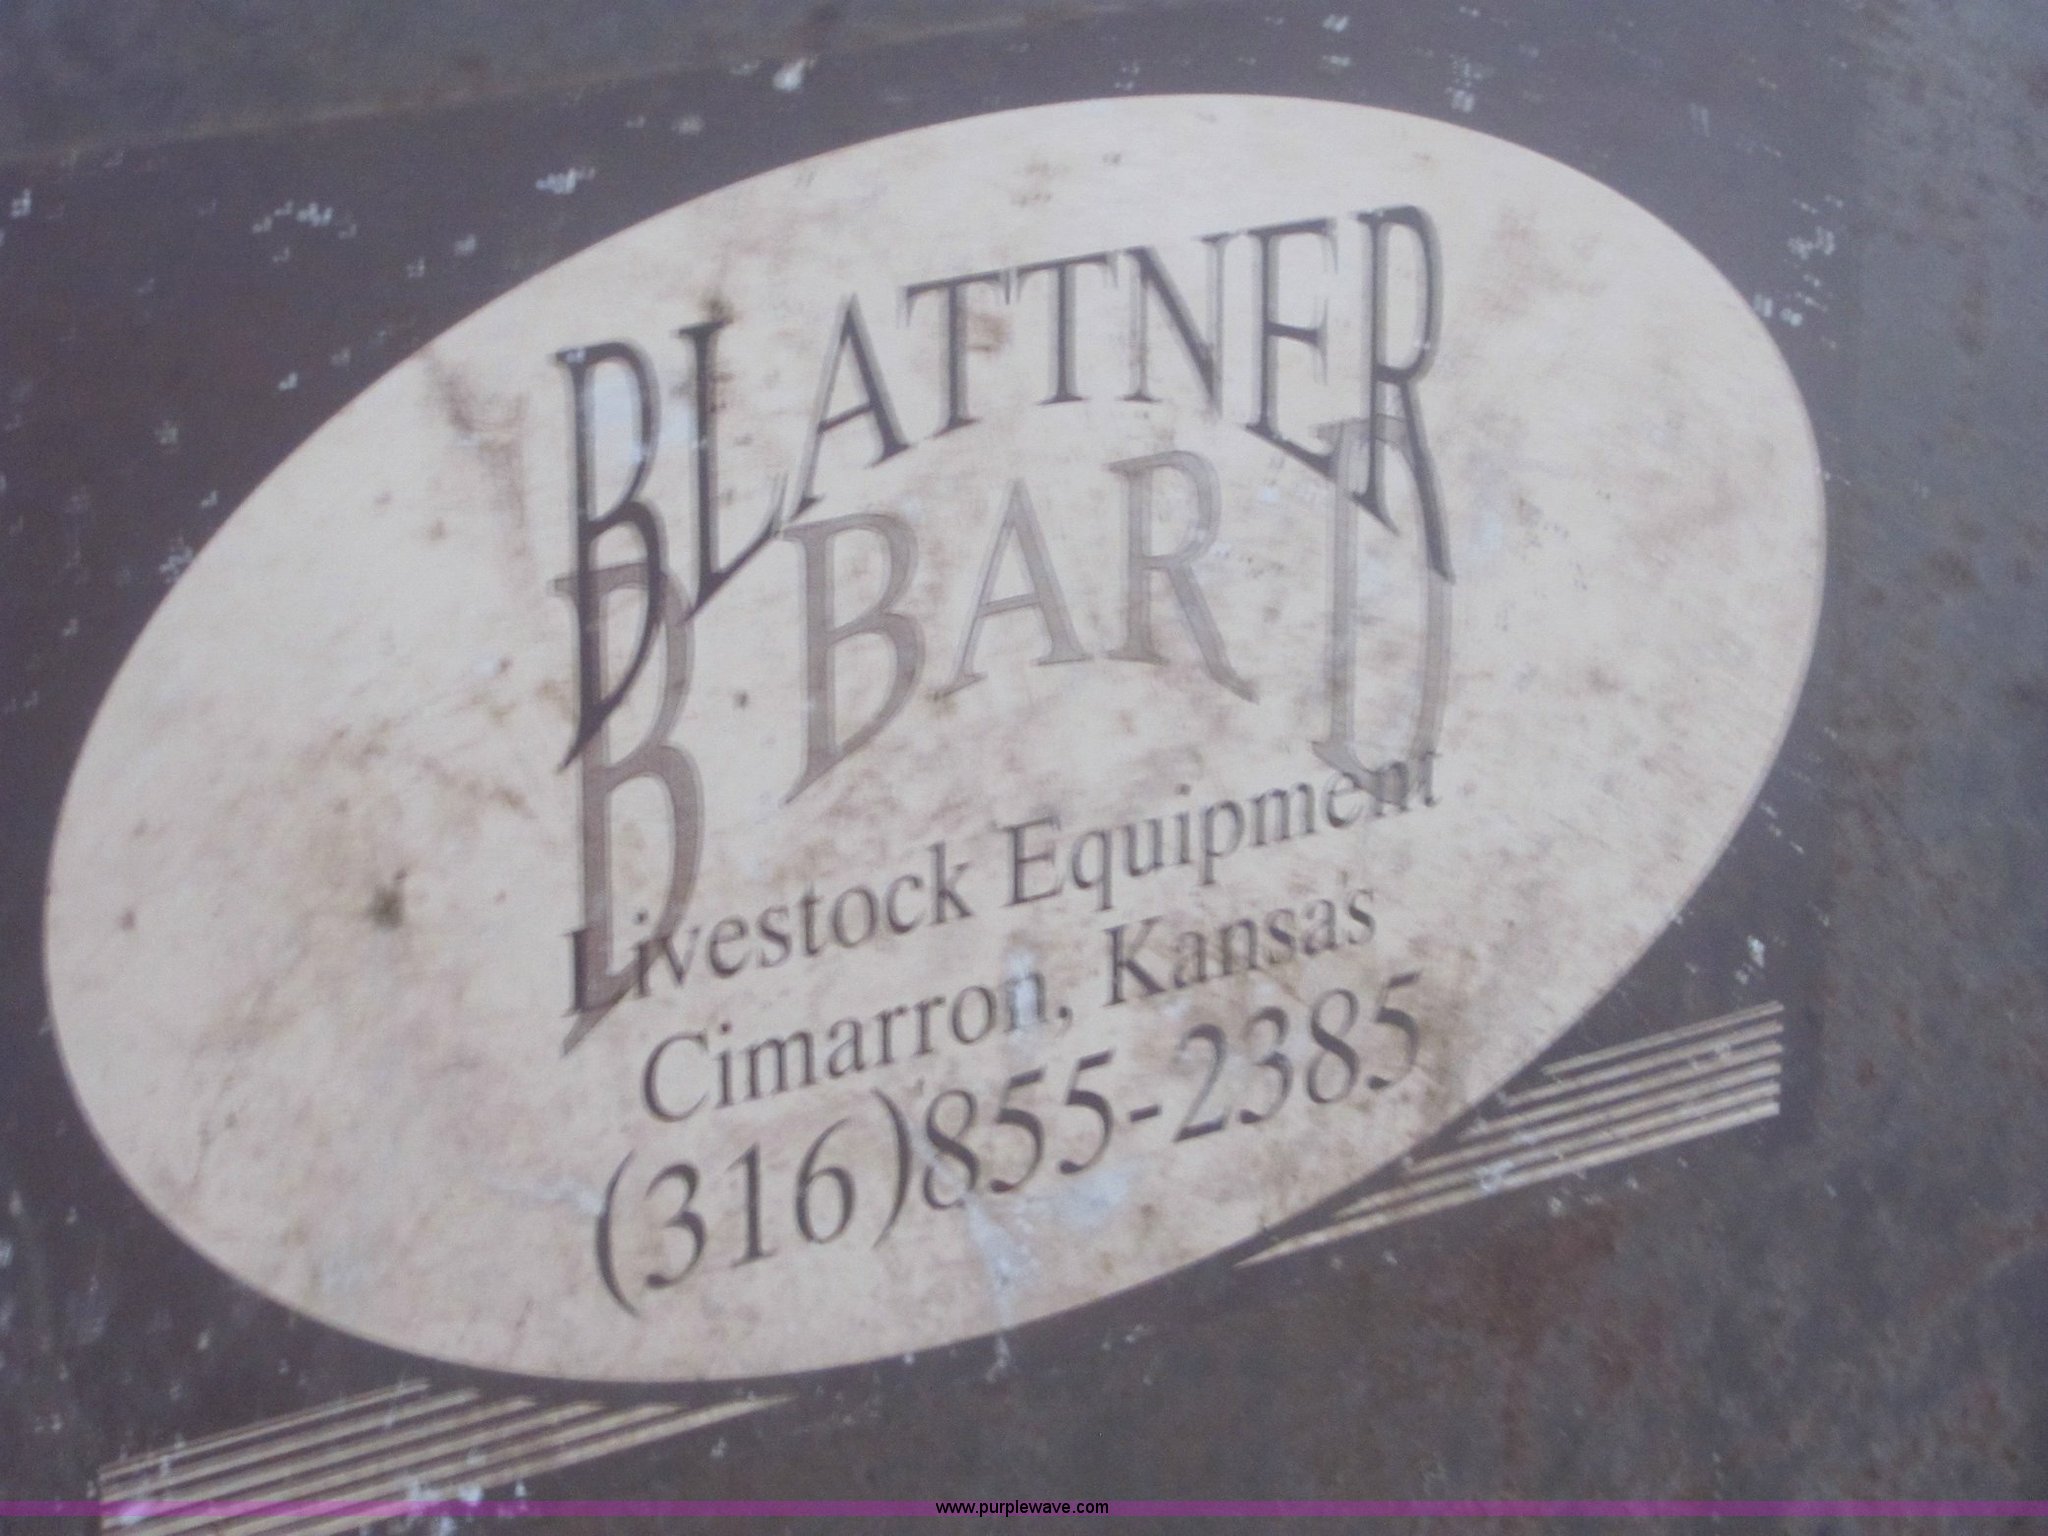 BLATTNER
B BAR D
Livestock Equipment
Cimarron, Kansas
(316)855-2385
www.purplewave.com